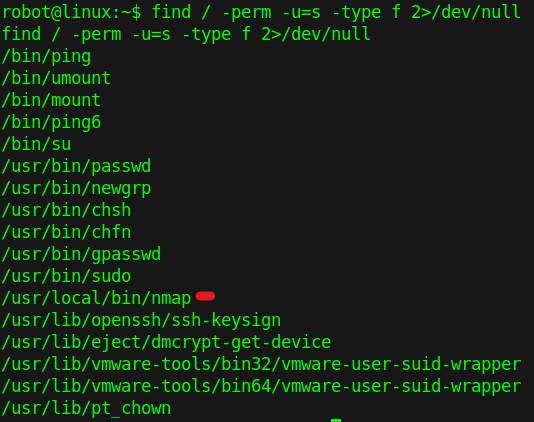 robot@linux:~$ find / -perm -u=s -type f 2>/dev/null
find / -perm -u=s -type f 2>/dev/null
/bin/ping
/bin/umount
/bin/mount
/bin/ping6
/bin/su
/usr/bin/passwd
/usr/bin/newgrp
/usr/bin/chsh
/usr/bin/chfn
/usr/bin/gpasswd
/usr/bin/sudo
/usr/local/bin/nmap
/usr/lib/openssh/ssh-keysign
/usr/lib/eject/dmcrypt-get-device
/usr/lib/vmware-tools/bin32/vmware-user-suid-wrapper
/usr/lib/vmware-tools/bin64/vmware-user-suid-wrapper
/usr/lib/pt_chown